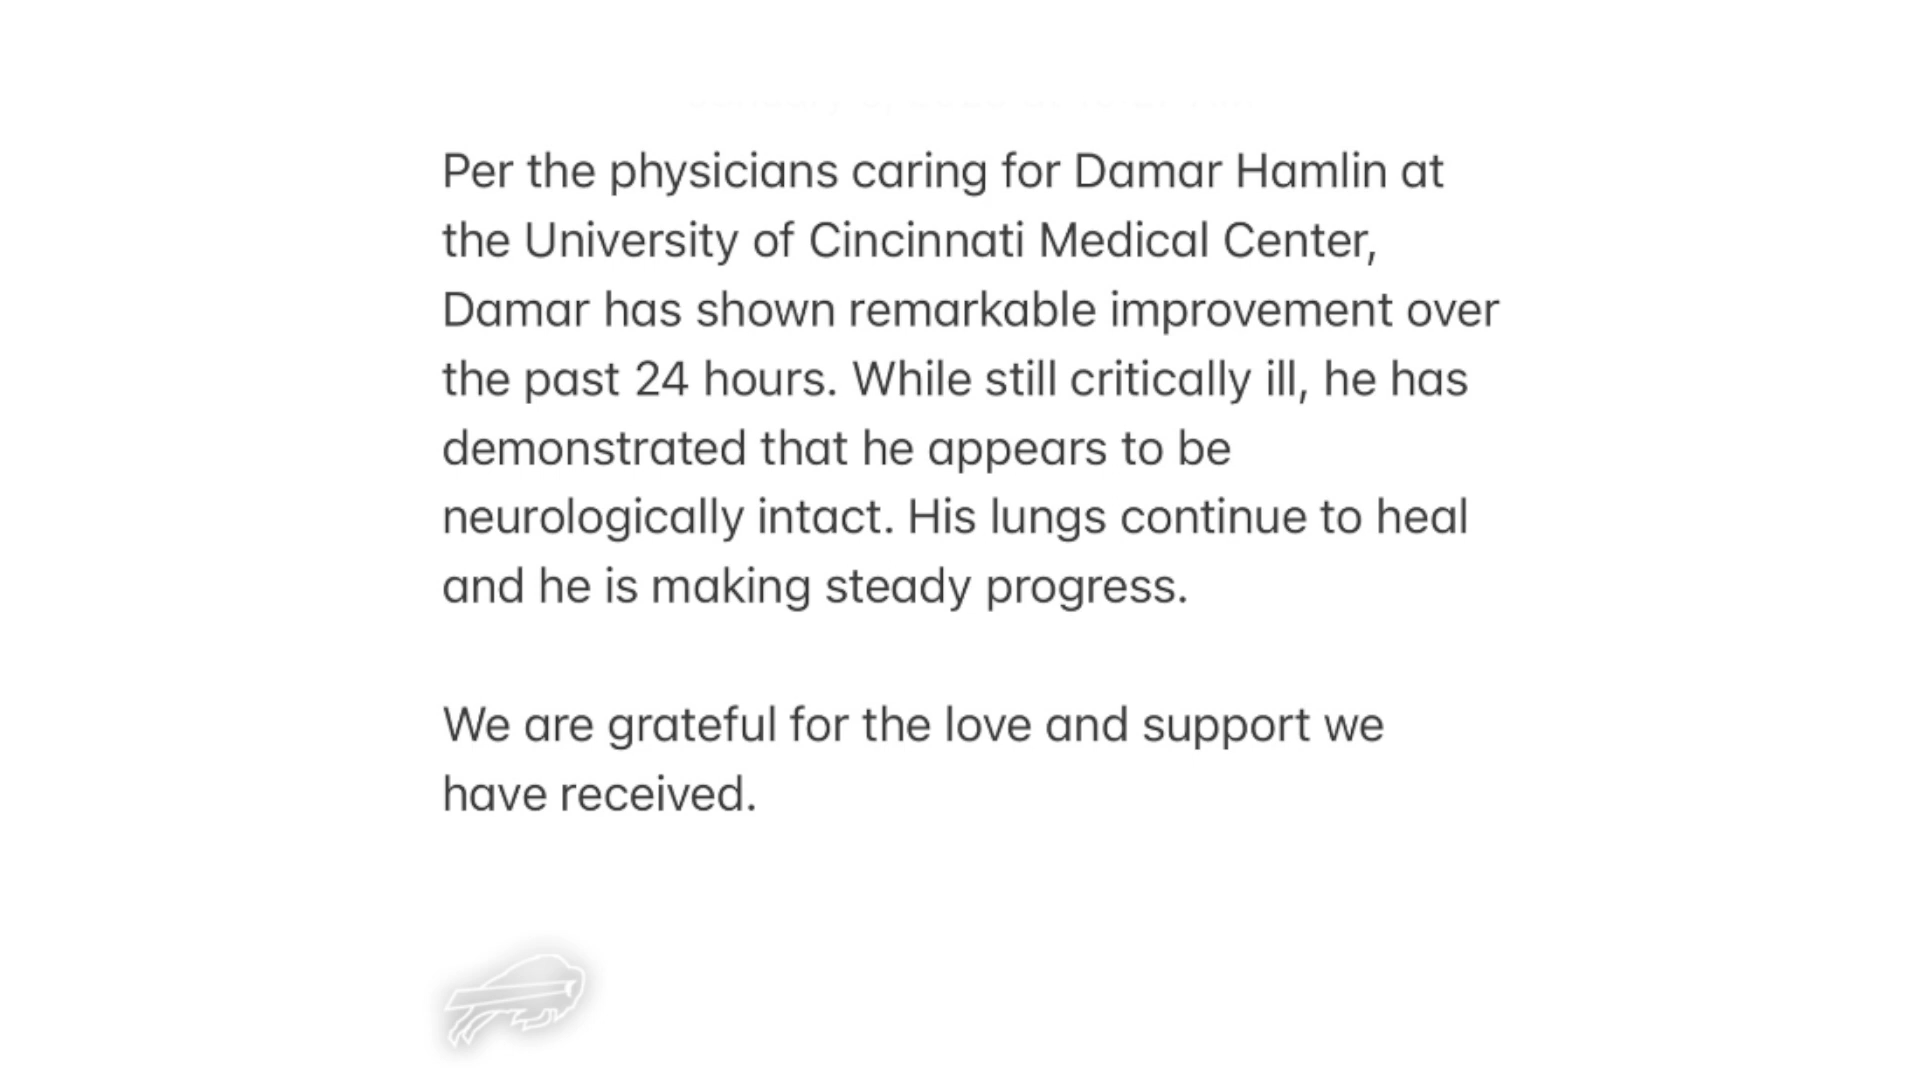 Per the physicians caring for Damar Hamlin at
the University of Cincinnati Medical Center,
Damar has shown remarkable improvement over
the past 24 hours. While still critically ill, he has
demonstrated that he appears to be
neurologically intact. His lungs continue to heal
and he is making steady progress.
We are grateful for the love and support we
have received.